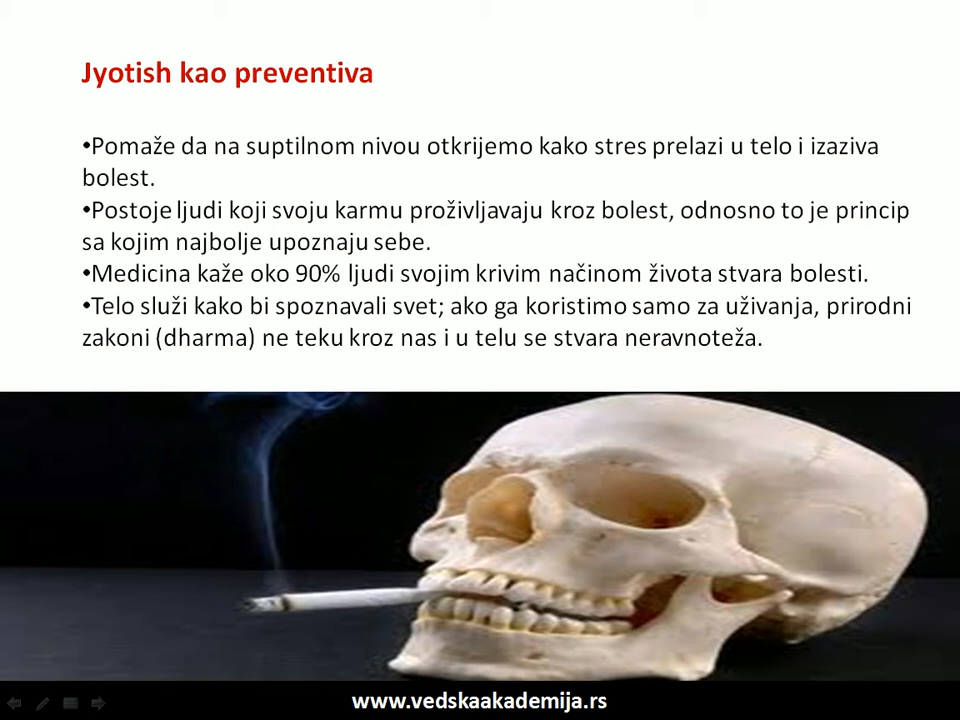 Jyotish kao preventiva
•Pomaže da na suptilnom nivou otkrijemo kako stres prelazi u telo i izaziva
bolest.
•Postoje ljudi koji svoju karmu proživljavaju kroz bolest, odnosno to je princip
sa kojim najbolje upoznaju sebe.
•Medicina kaže oko 90% ljudi svojim krivim načinom života stvara bolesti.
•Telo služi kako bi spoznavali svet; ako ga koristimo samo za uživanja, prirodni
zakoni (dharma) ne teku kroz nas i u telu se stvara neravnoteža.
www.vedskaakademija.rs